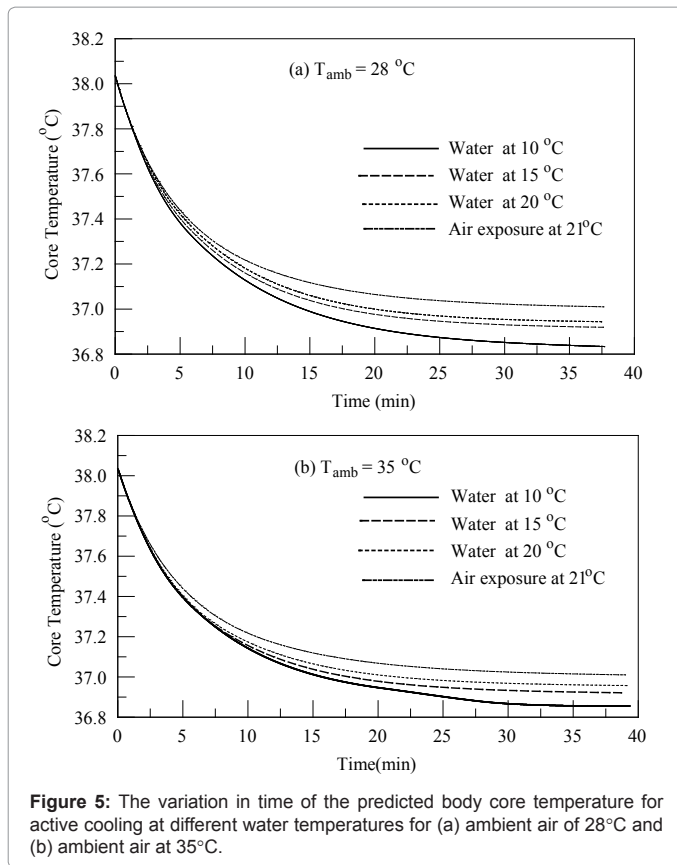 38.2
38.0
37.8
37.6
37.4
37.2
37.0
36.8
Core Temperature (°C)
(a) Tamb = 28 °C
Water at 10 °C
Water at 15 °C
Water at 20 °C
Air exposure at 21°C
0 5 10 15 20 25 30 35 40
Time (min)
38.2
38.0
37.8
37.6
37.4
37.2
37.0
36.8
Core Temperature (°C)
(b) Tamb = 35 °C
Water at 10 °C
Water at 15 °C
Water at 20 °C
Air exposure at 21°C
0 5 10 15 20 25 30 35 40
Time(min)
Figure 5: The variation in time of the predicted body core temperature for
active cooling at different water temperatures for (a) ambient air of 28°C and
(b) ambient air at 35°C.